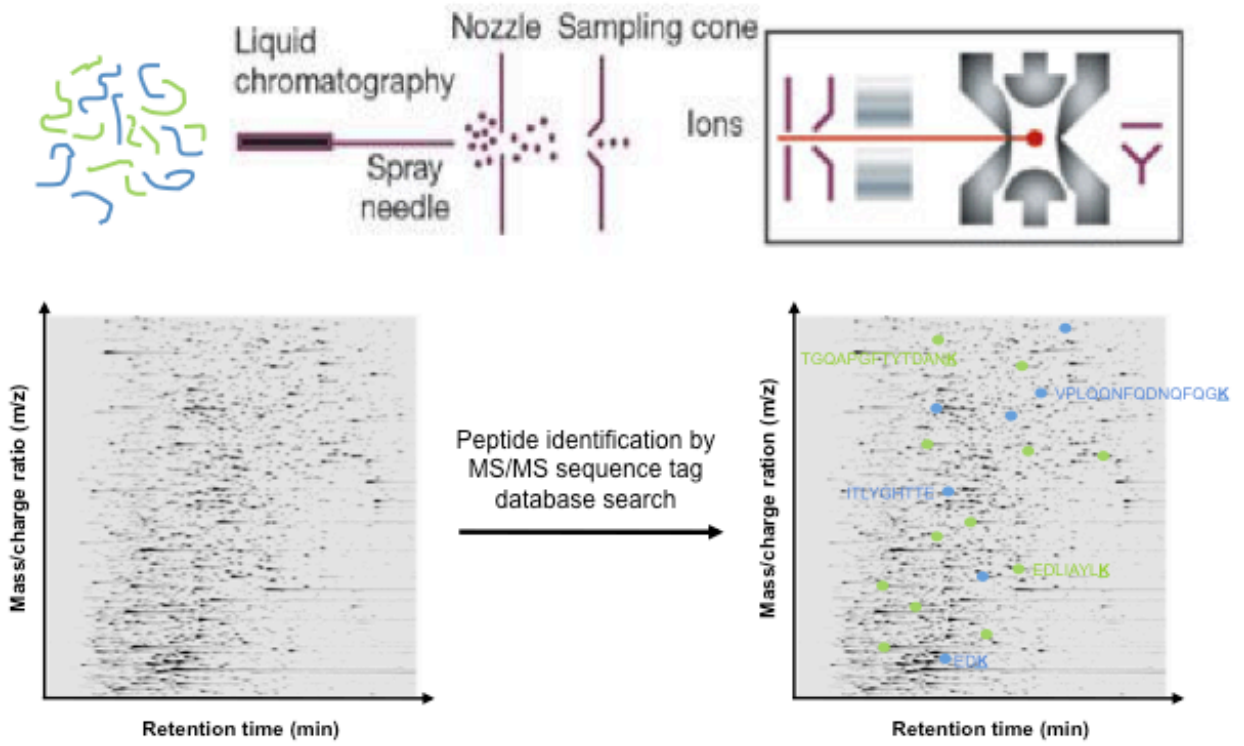 Liquid
chromatography
Spray
needle
Nozzle
Sampling cone
Ions
Mass/charge ratio (m/z)
Retention time (min)
Peptide identification by
MS/MS sequence tag
database search
Mass/charge ration (m/z)
TGQAPGFTYTDANK
VPLQQNFQDNQFQGK
ITLYGRTTE
EDLIAYLK
EDK
Retention time (min)